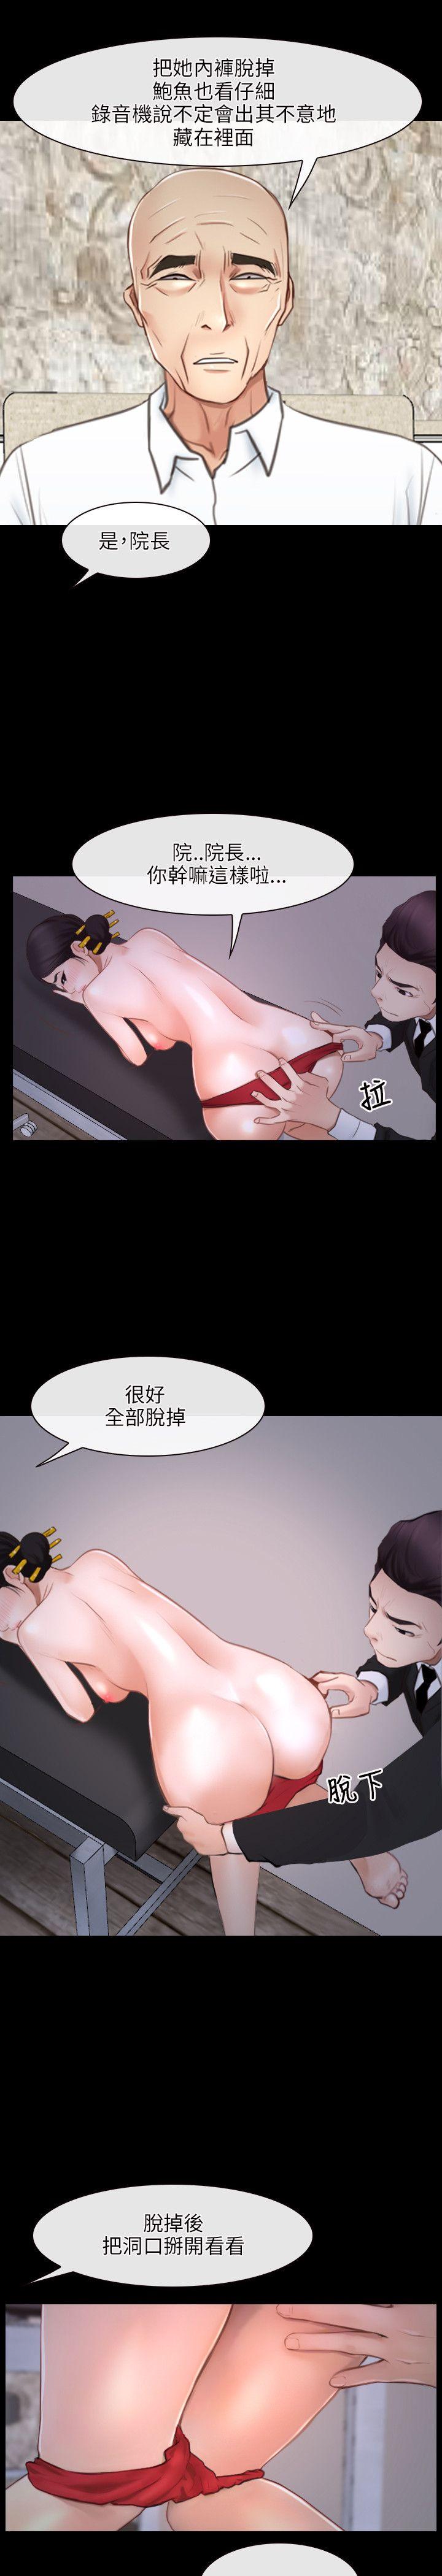 把她內褲脫掉
鮑魚也看仔細
錄音機說不定會出其不意地
藏在裡面
是，院長
院..院長...
你幹嘛這樣啦...
拉
很好
全部脫掉
脫下
脫掉後
把洞口掰開看看